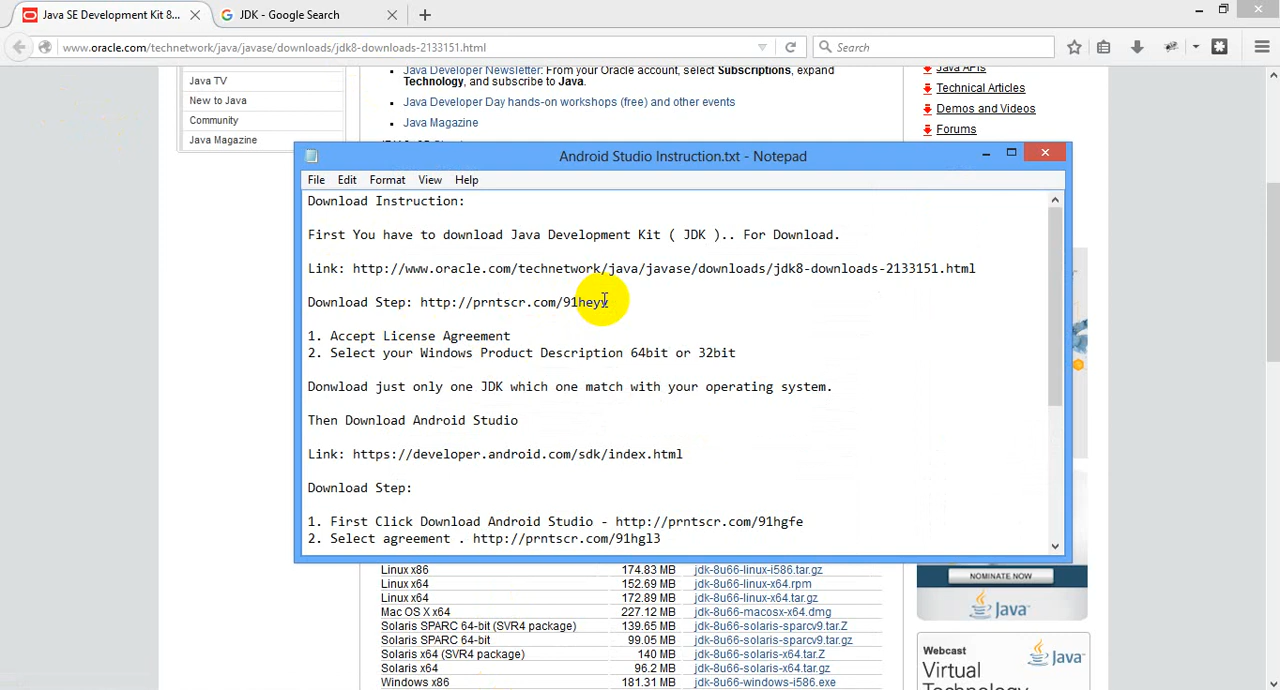 Java SE Development Kit 8...
JDK - Google Search
www.oracle.com/technetwork/java/javase/downloads/jdk8-downloads-2133151.html
Search
Java TV
New to Java
Community
Java Magazine
Java Developer Newsletter: From your Oracle account, select Subscriptions, expand
Technology, and subscribe to Java.
Java Developer Day hands-on workshops (free) and other events
Java Magazine
Java APIs
Technical Articles
Demos and Videos
Forums
Android Studio Instruction.txt - Notepad
File Edit Format View Help
Download Instruction:
First You have to download Java Development Kit ( JDK ).. For Download.
Link: http://www.oracle.com/technetwork/java/javase/downloads/jdk8-downloads-2133151.html
Download Step: http://prntscr.com/91heyy
1. Accept License Agreement
2. Select your Windows Product Description 64bit or 32bit
Donwload just only one JDK which one match with your operating system.
Then Download Android Studio
Link: https://developer.android.com/sdk/index.html
Download Step:
1. First Click Download Android Studio - http://prntscr.com/91hgfe
2. Select agreement . http://prntscr.com/91hgl3
Linux x86 174.83 MB jdk-8u66-linux-i586.tar.gz
Linux x64 152.69 MB jdk-8u66-linux-x64.rpm
Linux x64 172.89 MB jdk-8u66-linux-x64.tar.gz
Mac OS X x64 227.12 MB jdk-8u66-macosx-x64.dmg
Solaris SPARC 64-bit (SVR4 package) 139.65 MB jdk-8u66-solaris-sparcv9.tar.Z
Solaris SPARC 64-bit 99.05 MB jdk-8u66-solaris-sparcv9.tar.gz
Solaris x64 (SVR4 package) 140 MB jdk-8u66-solaris-x64.tar.Z
Solaris x64 96.2 MB jdk-8u66-solaris-x64.tar.gz
Windows x86 181.31 MB jdk-8u66-windows-i586.exe
NOMINATE NOW
Java
Webcast
Virtual
Java